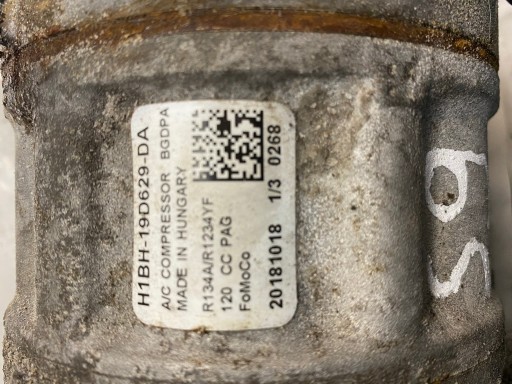 H1BH-19D629-DA
A/C COMPRESSOR BGDPA
MADE IN HUNGARY
R134A/R1234YF
120 CC PAG
FoMoCo
20181018 1/3 0268